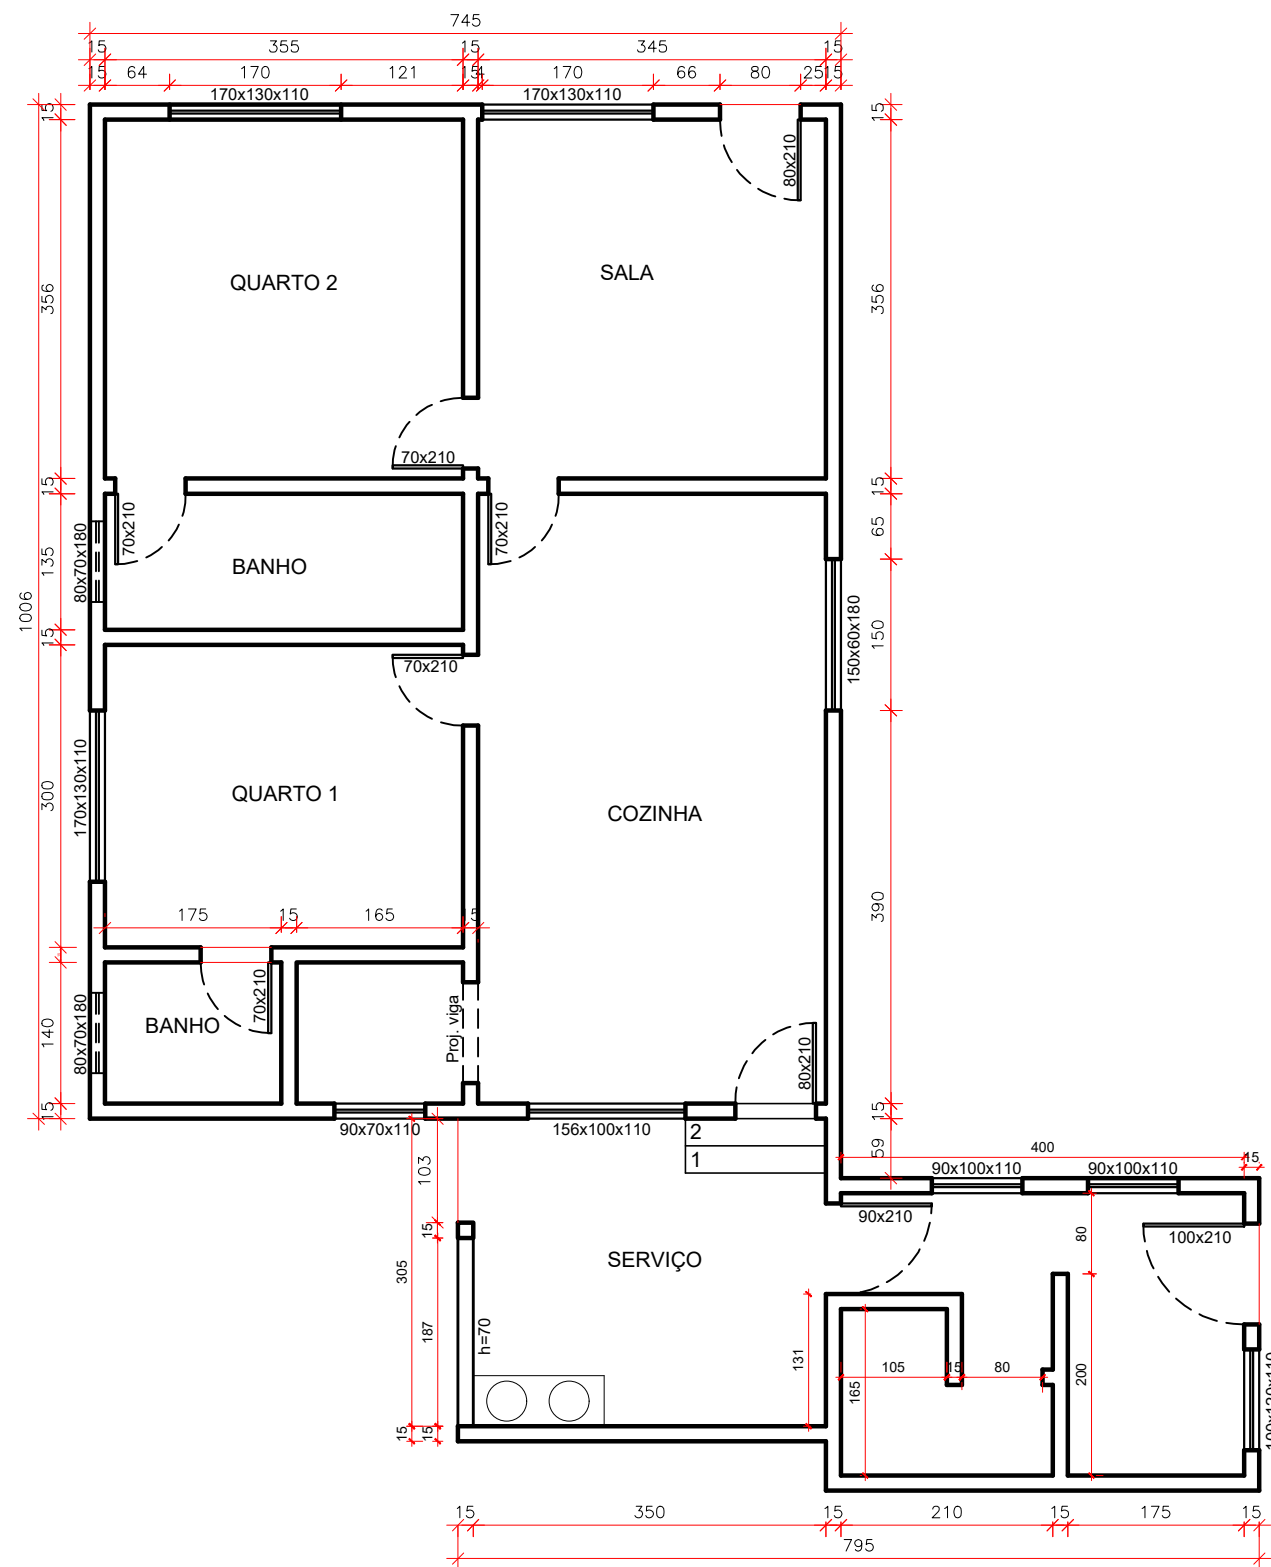 745
15 355 15 345 15
15 64 170 121 15 4 170 66 80 25 15
170x130x110 170x130x110
15 15
80x210
QUARTO 2 SALA
356 356
70x210
15 15
1006
135
80x70x180
70x210
BANHO
70x210
65
15
70x210
150x60x180
150
300
170x130x110
QUARTO 1
COZINHA
390
175 15 165
140
80x70x180
BANHO
70x210
Proj. viga
80x210
15 15
90x70x110 156x100x110
2
1
59
103
400 15
90x100x110 90x100x110
15
90x210
100x210
80
SERVIÇO
305
187
h=70
131
165
105 15 80
200
15 15
15 350 15 210 15 175 15
795